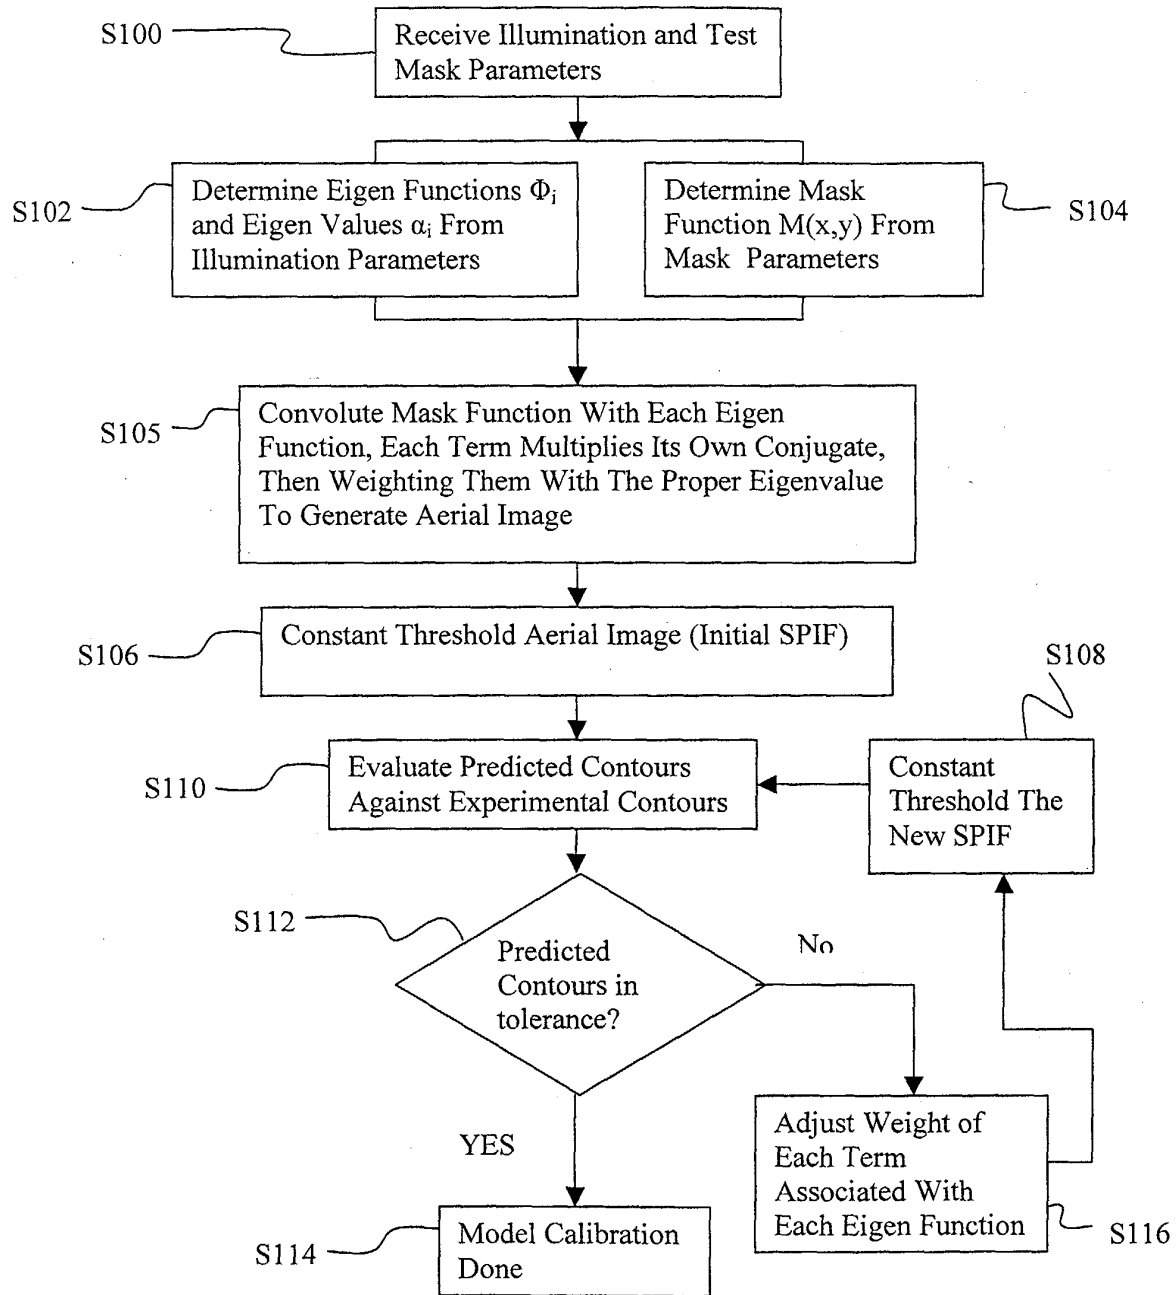 S100
Receive Illumination and Test
Mask Parameters
S102
Determine Eigen Functions Φi
and Eigen Values αi From
Illumination Parameters
Determine Mask
Function M(x,y) From
Mask Parameters
S104
S105
Convolute Mask Function With Each Eigen
Function, Each Term Multiplies Its Own Conjugate,
Then Weighting Them With The Proper Eigenvalue
To Generate Aerial Image
S106
Constant Threshold Aerial Image (Initial SPIF)
S108
S110
Evaluate Predicted Contours
Against Experimental Contours
Constant
Threshold The
New SPIF
S112
Predicted
Contours in
tolerance?
No
YES
Adjust Weight of
Each Term
Associated With
Each Eigen Function
S116
S114
Model Calibration
Done